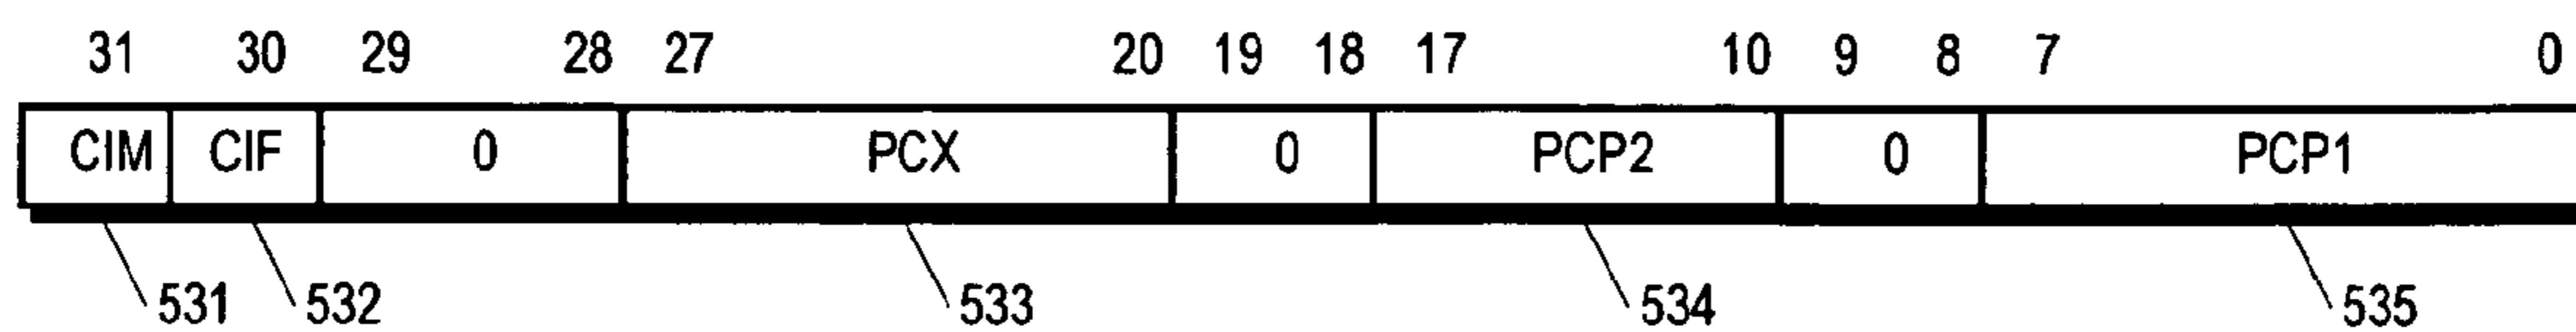 31 30 29 28 27 20 19 18 17 10 9 8 7 0
CIM CIF 0 PCX 0 PCP2 0 PCP1
531 532 533 534 535